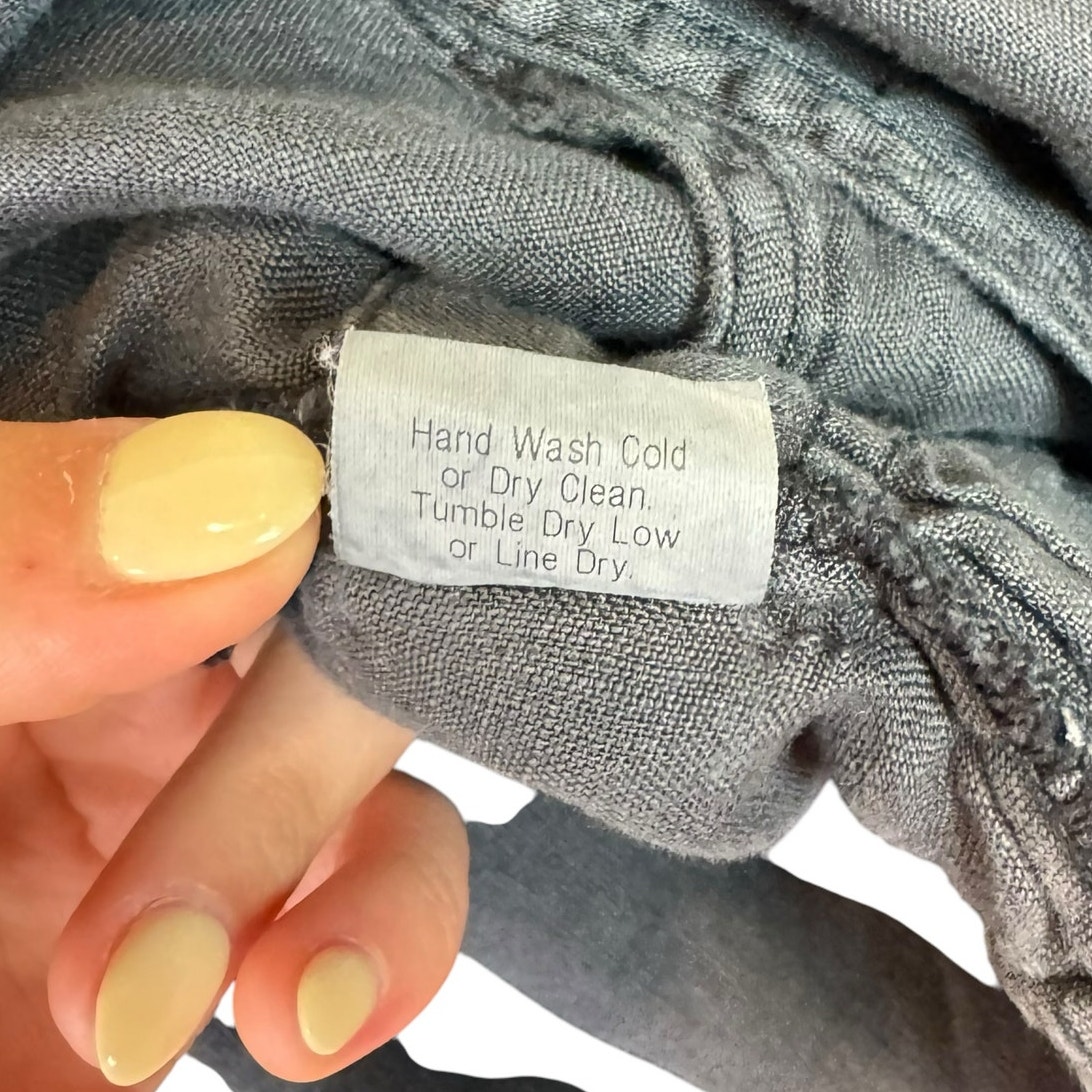 Hand Wash Cold
or Dry Clean.
Tumble Dry Low
or Line Dry.